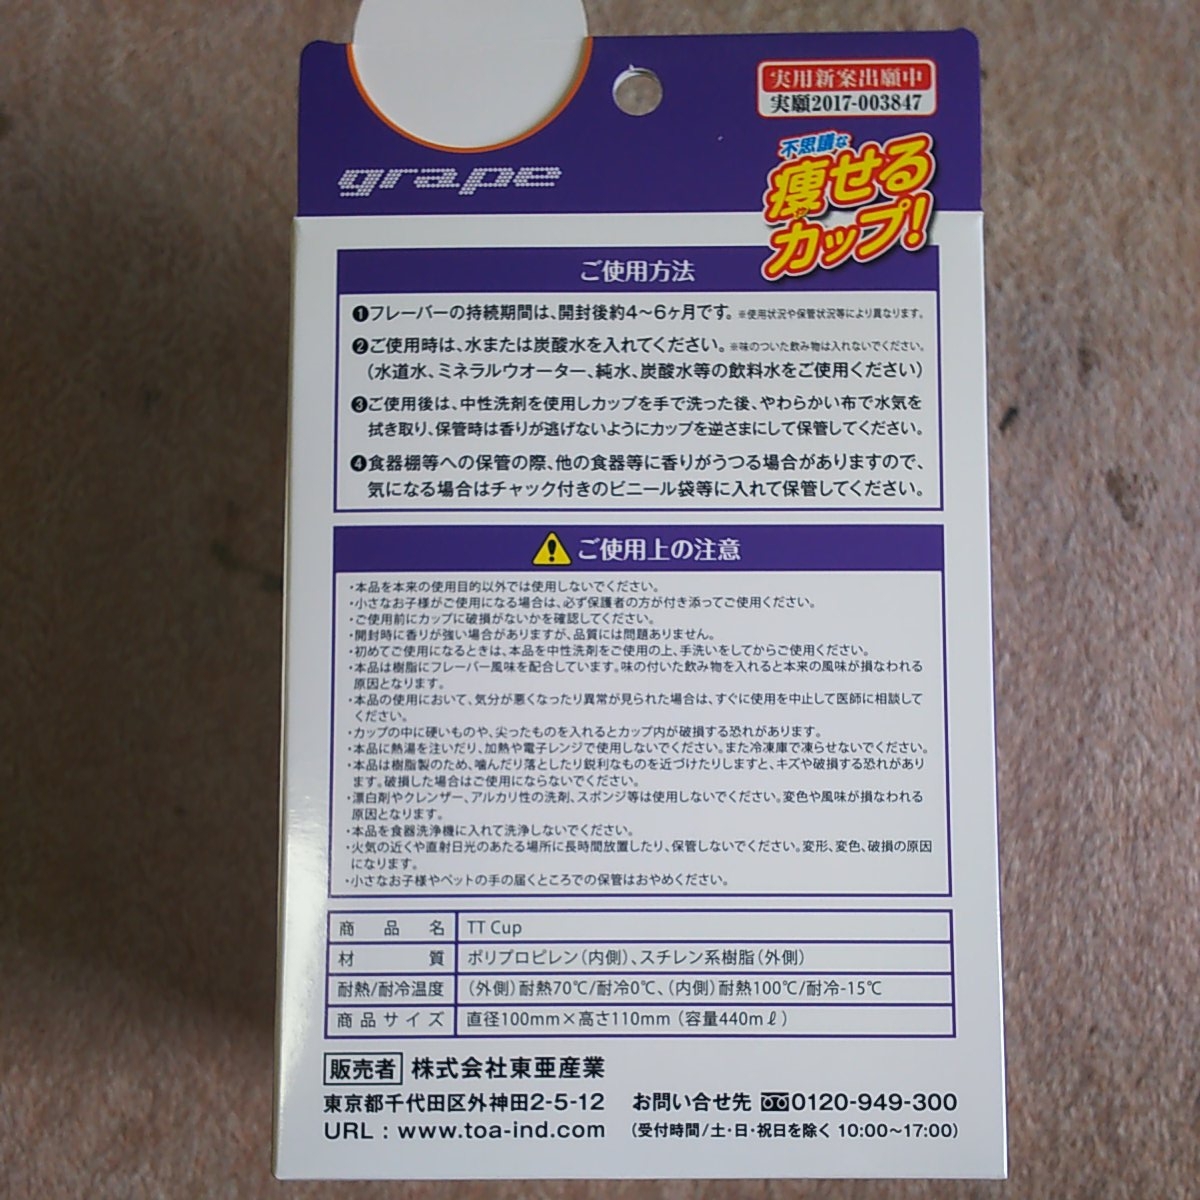 実用新案出願中
実願2017-003847
不思議な
痩せる
カップ!
grape
ご使用方法
❶フレーバーの持続期間は、開封後約4〜6ヶ月です。※使用状況や保管状況等により異なります。
❷ご使用時は、水または炭酸水を入れてください。※味のついた飲み物は入れないでください。
(水道水、ミネラルウオーター、純水、炭酸水等の飲料水をご使用ください)
❸ご使用後は、中性洗剤を使用しカップを手で洗った後、やわらかい布で水気を
拭き取り、保管時は香りが逃げないようにカップを逆さまにして保管してください。
❹食器棚等への保管の際、他の食器等に香りがうつる場合がありますので、
気になる場合はチャック付きのビニール袋等に入れて保管してください。
ご使用上の注意
・本品を本来の使用目的以外では使用しないでください。
・小さなお子様がご使用になる場合は、必ず保護者の方が付き添ってご使用ください。
・ご使用前にカップに破損がないかを確認してください。
・開封時に香りが強い場合がありますが、品質には問題ありません。
・初めてご使用になるときは、本品を中性洗剤をご使用の上、手洗いをしてからご使用ください。
・本品は樹脂にフレーバー風味を配合しています。味の付いた飲み物を入れると本来の風味が損なわれる
原因となります。
・本品の使用において、気分が悪くなったり異常が見られた場合は、すぐに使用を中止して医師に相談して
ください。
・カップの中に硬いものや、尖ったものを入れるとカップ内が破損する恐れがあります。
・本品に熱湯を注いだり、加熱や電子レンジで使用しないでください。また冷凍庫で凍らせないでください。
・本品は樹脂製のため、噛んだり落としたり鋭利なものを近づけたりしますと、キズや破損する恐れがあり
ます。破損した場合はご使用にならないでください。
・漂白剤やクレンザー、アルカリ性の洗剤、スポンジ等は使用しないでください。変色や風味が損なわれる
原因となります。
・本品を食器洗浄機に入れて洗浄しないでください。
・火気の近くや直射日光のあたる場所に長時間放置したり、保管しないでください。変形、変色、破損の原因
になります。
・小さなお子様やペットの手の届くところでの保管はおやめください。
商品名 TT Cup
材質 ポリプロピレン(内側)、スチレン系樹脂(外側)
耐熱/耐冷温度 (外側)耐熱70℃/耐冷0℃、(内側)耐熱100℃/耐冷-15℃
商品サイズ 直径100mm×高さ110mm(容量440mℓ)
販売者 株式会社東亜産業
東京都千代田区外神田2-5-12 お問い合せ先 0120-949-300
URL:www.toa-ind.com (受付時間/土・日・祝日を除く 10:00〜17:00)